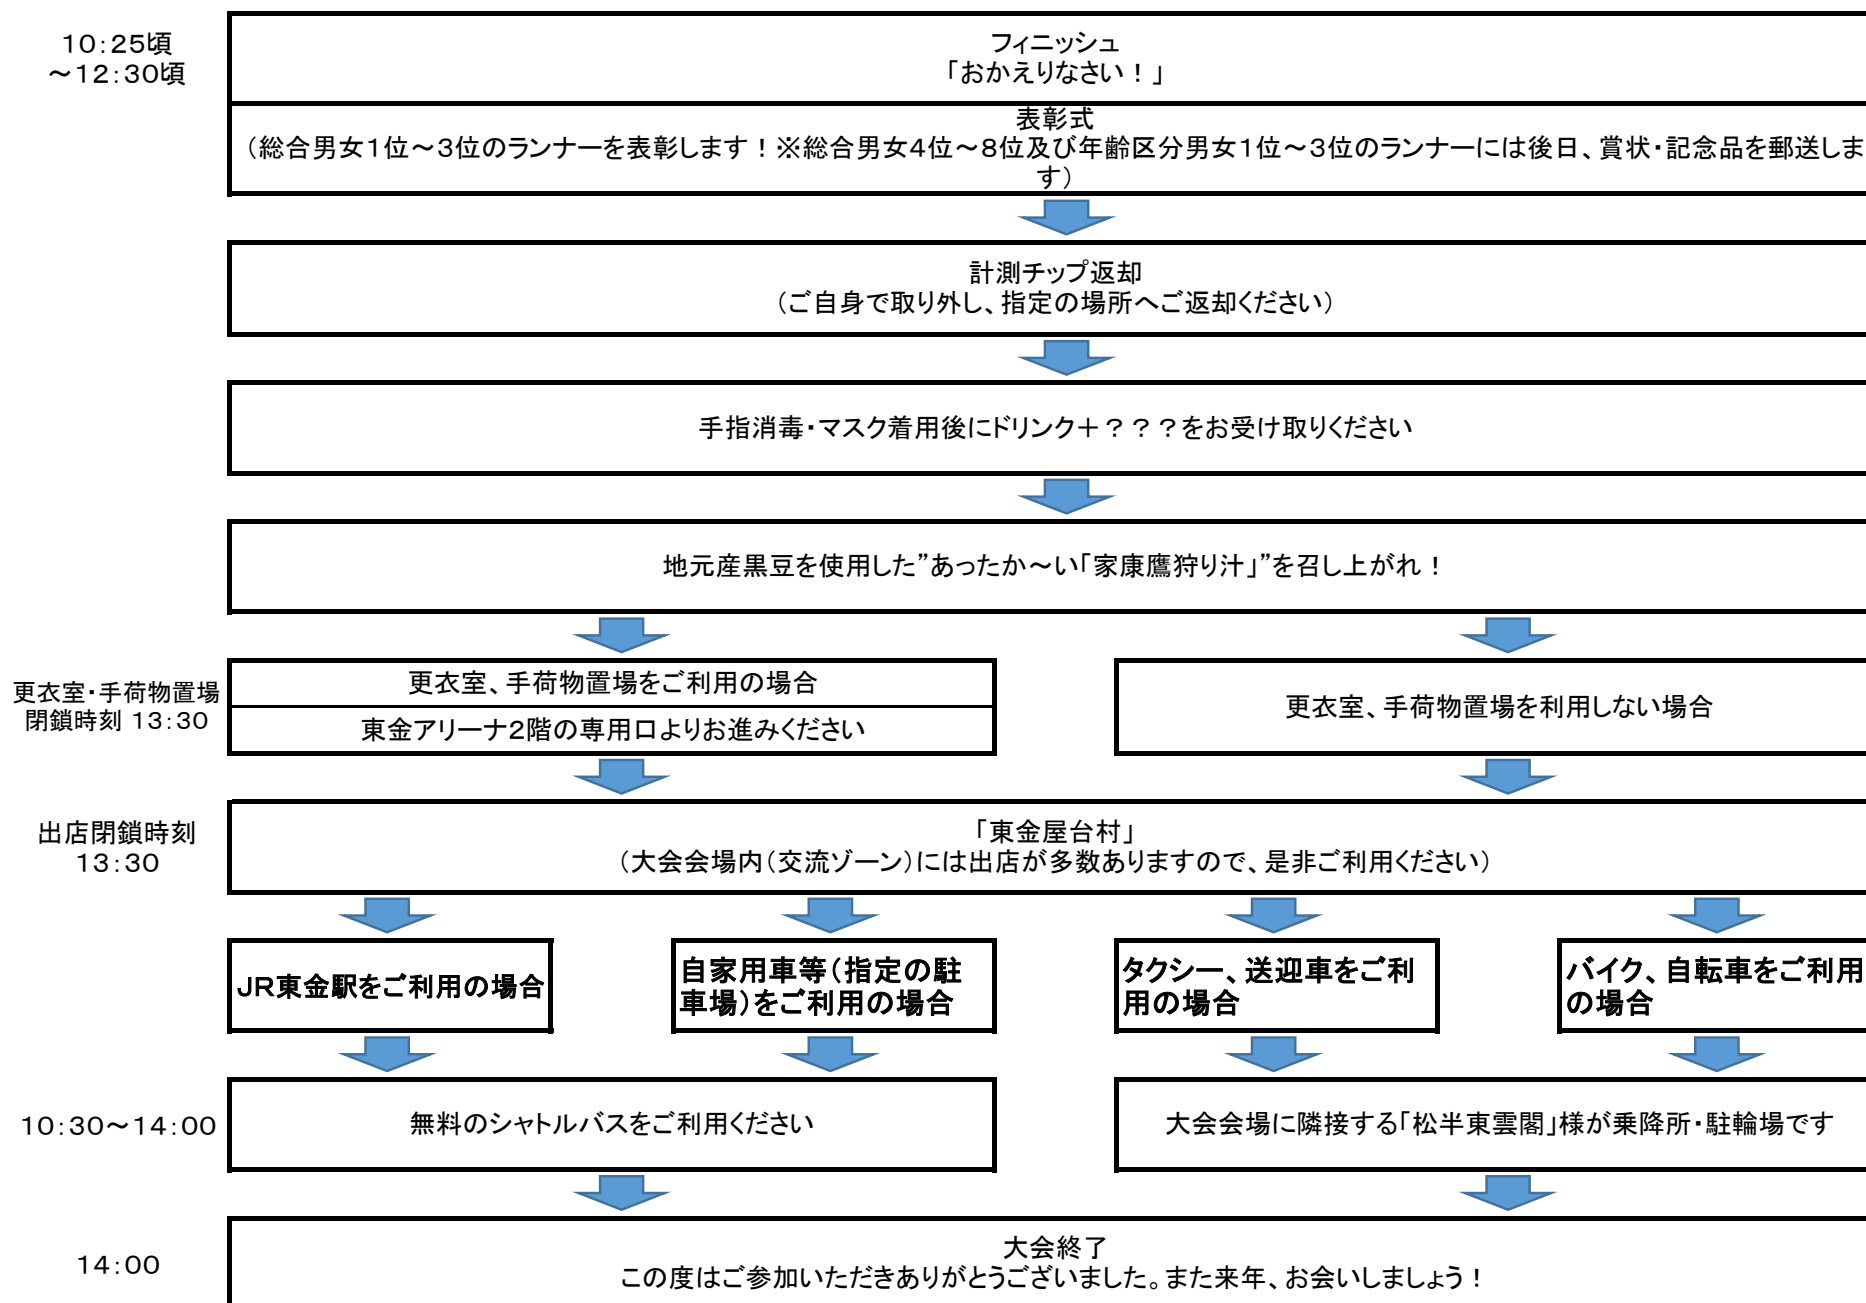 10:25頃
～12:30頃
フィニッシュ
「おかえりなさい！」
表彰式
（総合男女1位～3位のランナーを表彰します！※総合男女4位～8位及び年齢区分男女1位～3位のランナーには後日、賞状・記念品を郵送しま
す）
計測チップ返却
（ご自身で取り外し、指定の場所へご返却ください）
手指消毒・マスク着用後にドリンク＋？？？をお受け取りください
地元産黒豆を使用した”あったか～い「家康鷹狩り汁」”を召し上がれ！
更衣室・手荷物置場
閉鎖時刻 13:30
更衣室、手荷物置場をご利用の場合
東金アリーナ2階の専用口よりお進みください
更衣室、手荷物置場を利用しない場合
出店閉鎖時刻
13:30
「東金屋台村」
（大会会場内（交流ゾーン）には出店が多数ありますので、是非ご利用ください）
JR東金駅をご利用の場合
自家用車等（指定の駐
車場）をご利用の場合
タクシー、送迎車をご利
用の場合
バイク、自転車をご利用
の場合
10:30～14:00
無料のシャトルバスをご利用ください
大会会場に隣接する「松半東雲閣」様が乗降所・駐輪場です
14:00
大会終了
この度はご参加いただきありがとうございました。また来年、お会いしましょう！